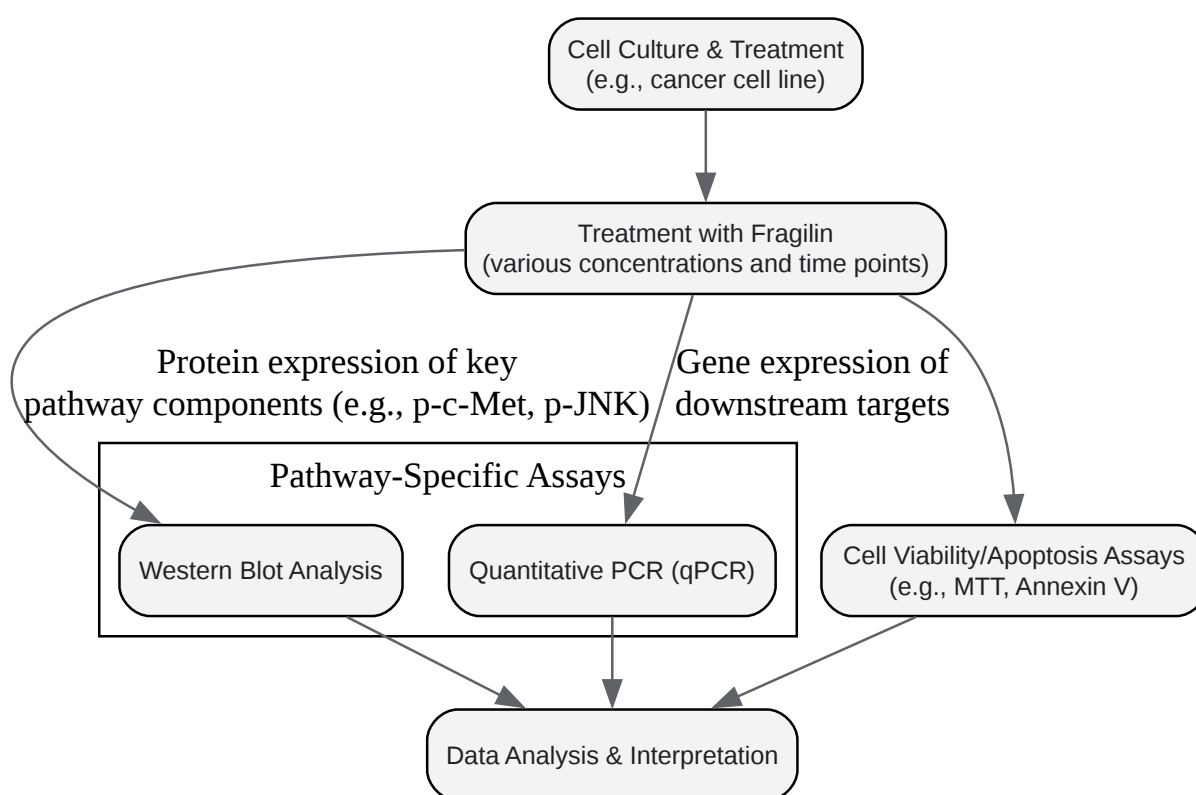 Cell Culture & Treatment
(e.g., cancer cell line)
Treatment with Fragilin
(various concentrations and time points)
Protein expression of key
pathway components (e.g., p-c-Met, p-JNK)
Gene expression of
downstream targets
Pathway-Specific Assays
Western Blot Analysis
Quantitative PCR (qPCR)
Cell Viability/Apoptosis Assays
(e.g., MTT, Annexin V)
Data Analysis & Interpretation